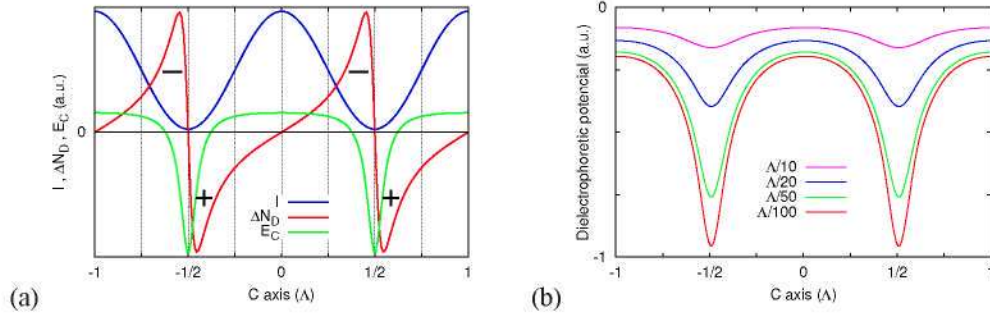 (a)
I , ΔN_D , E_C (a.u.)
0
−
−
+
+
I
ΔN_D
E_C
-1
-1/2
0
1/2
1
C axis (Λ)
(b)
Dielectrophoretic potencial (a.u.)
0
-1
Λ/10
Λ/20
Λ/50
Λ/100
-1
-1/2
0
1/2
1
C axis (Λ)